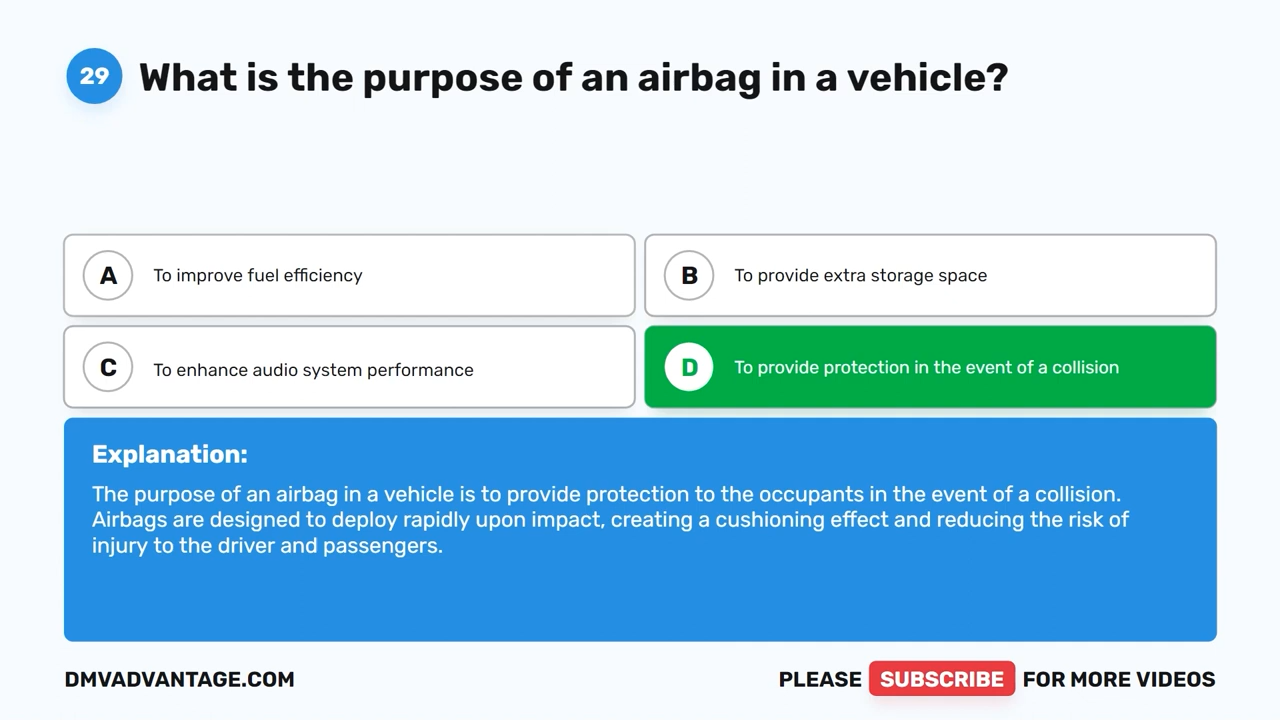 29 What is the purpose of an airbag in a vehicle?
A To improve fuel efficiency
B To provide extra storage space
C To enhance audio system performance
D To provide protection in the event of a collision
Explanation:
The purpose of an airbag in a vehicle is to provide protection to the occupants in the event of a collision.
Airbags are designed to deploy rapidly upon impact, creating a cushioning effect and reducing the risk of
injury to the driver and passengers.
DMVADVANTAGE.COM
PLEASE SUBSCRIBE FOR MORE VIDEOS